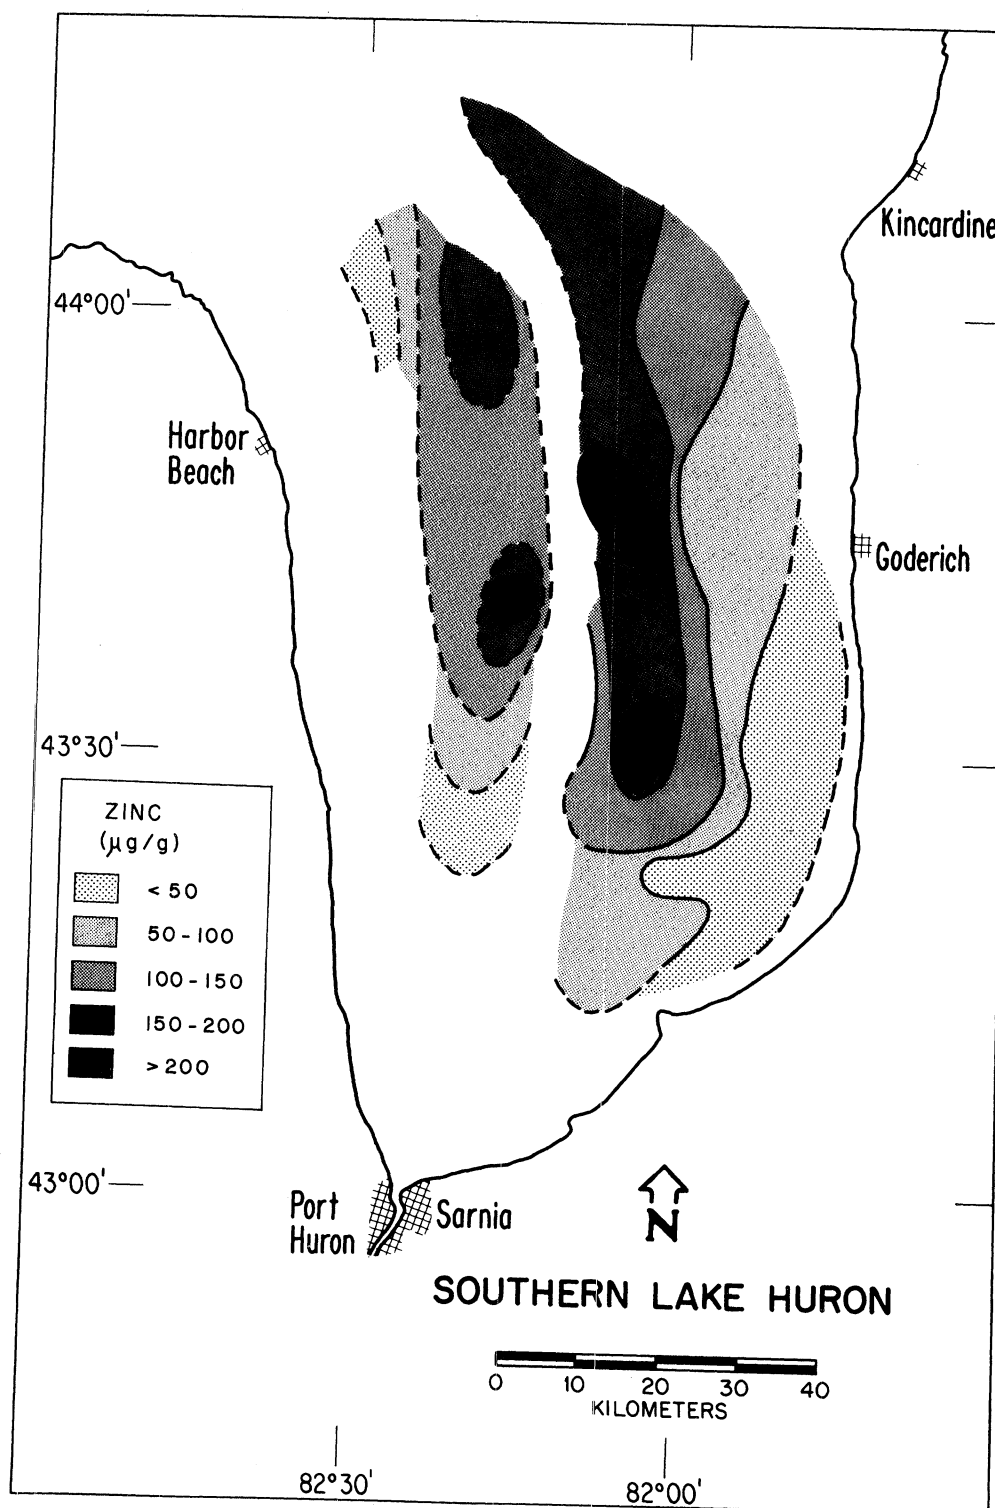 Kincardine
44°00'
Harbor
Beach
Goderich
43°30'
ZINC
(µg/g)
< 50
50-100
100-150
150-200
>200
43°00'
Port
Huron
Sarnia
N
SOUTHERN LAKE HURON
0 10 20 30 40
KILOMETERS
82°30'
82°00'